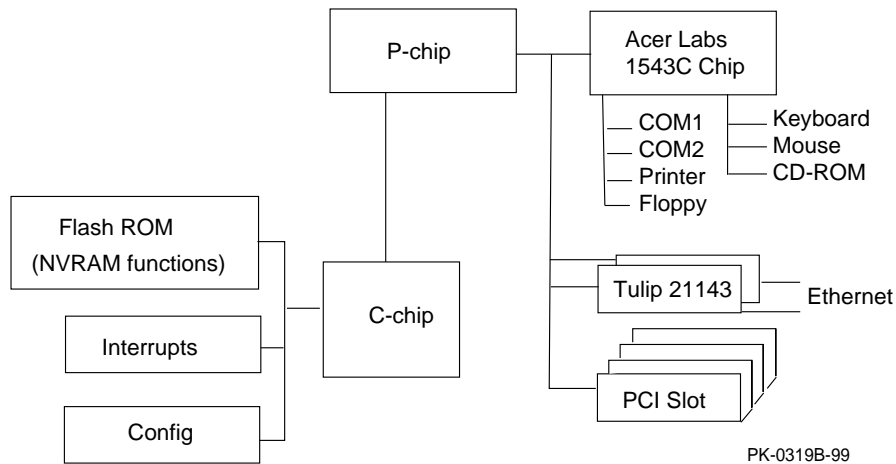 P-chip
Acer Labs
1543C Chip
COM1
COM2
Printer
Floppy
Keyboard
Mouse
CD-ROM
Flash ROM
(NVRAM functions)
C-chip
Interrupts
Config
Tulip 21143
Ethernet
PCI Slot
PK-0319B-99